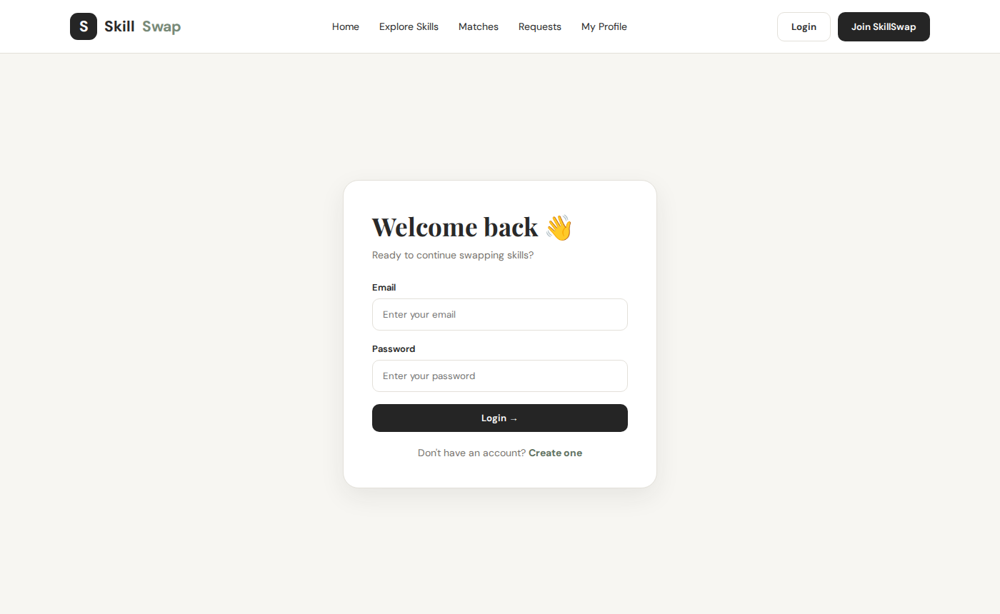 S Skill Swap Home Explore Skills Matches Requests My Profile Login Join SkillSwap
Welcome back 👋
Ready to continue swapping skills?
Email
Enter your email
Password
Enter your password
Login →
Don't have an account? Create one